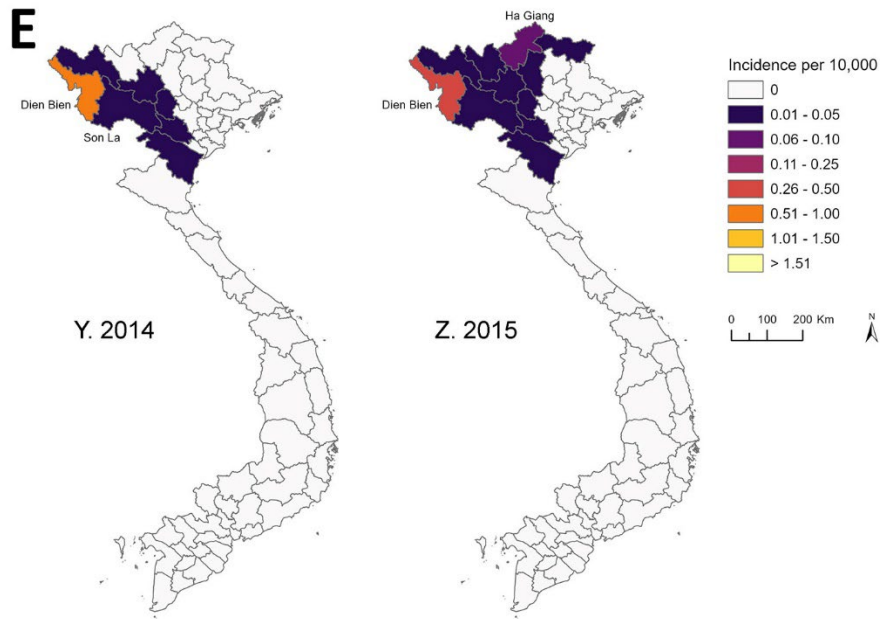 E
Ha Giang
Dien Bien
Son La
Dien Bien
Incidence per 10,000
0
0.01 - 0.05
0.06 - 0.10
0.11 - 0.25
0.26 - 0.50
0.51 - 1.00
1.01 - 1.50
> 1.51
0 100 200 Km
N
Y. 2014
Z. 2015